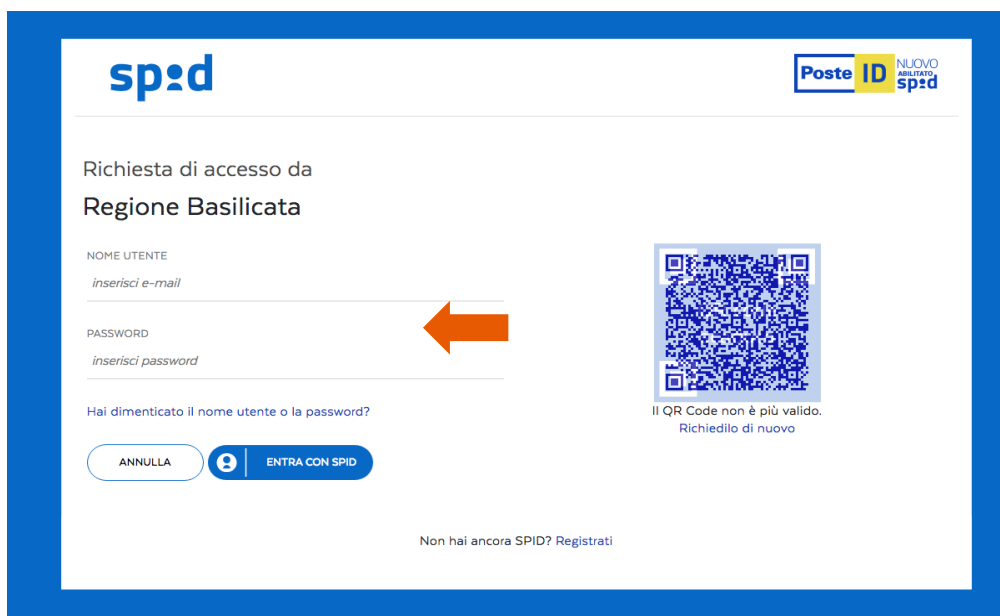 spid
Poste ID NUOVO
ABILITATO
spid
Richiesta di accesso da
Regione Basilicata
NOME UTENTE
inserisci e-mail
PASSWORD
inserisci password
Hai dimenticato il nome utente o la password?
Il QR Code non è più valido.
Richiedilo di nuovo
ANNULLA
ENTRA CON SPID
Non hai ancora SPID? Registrati